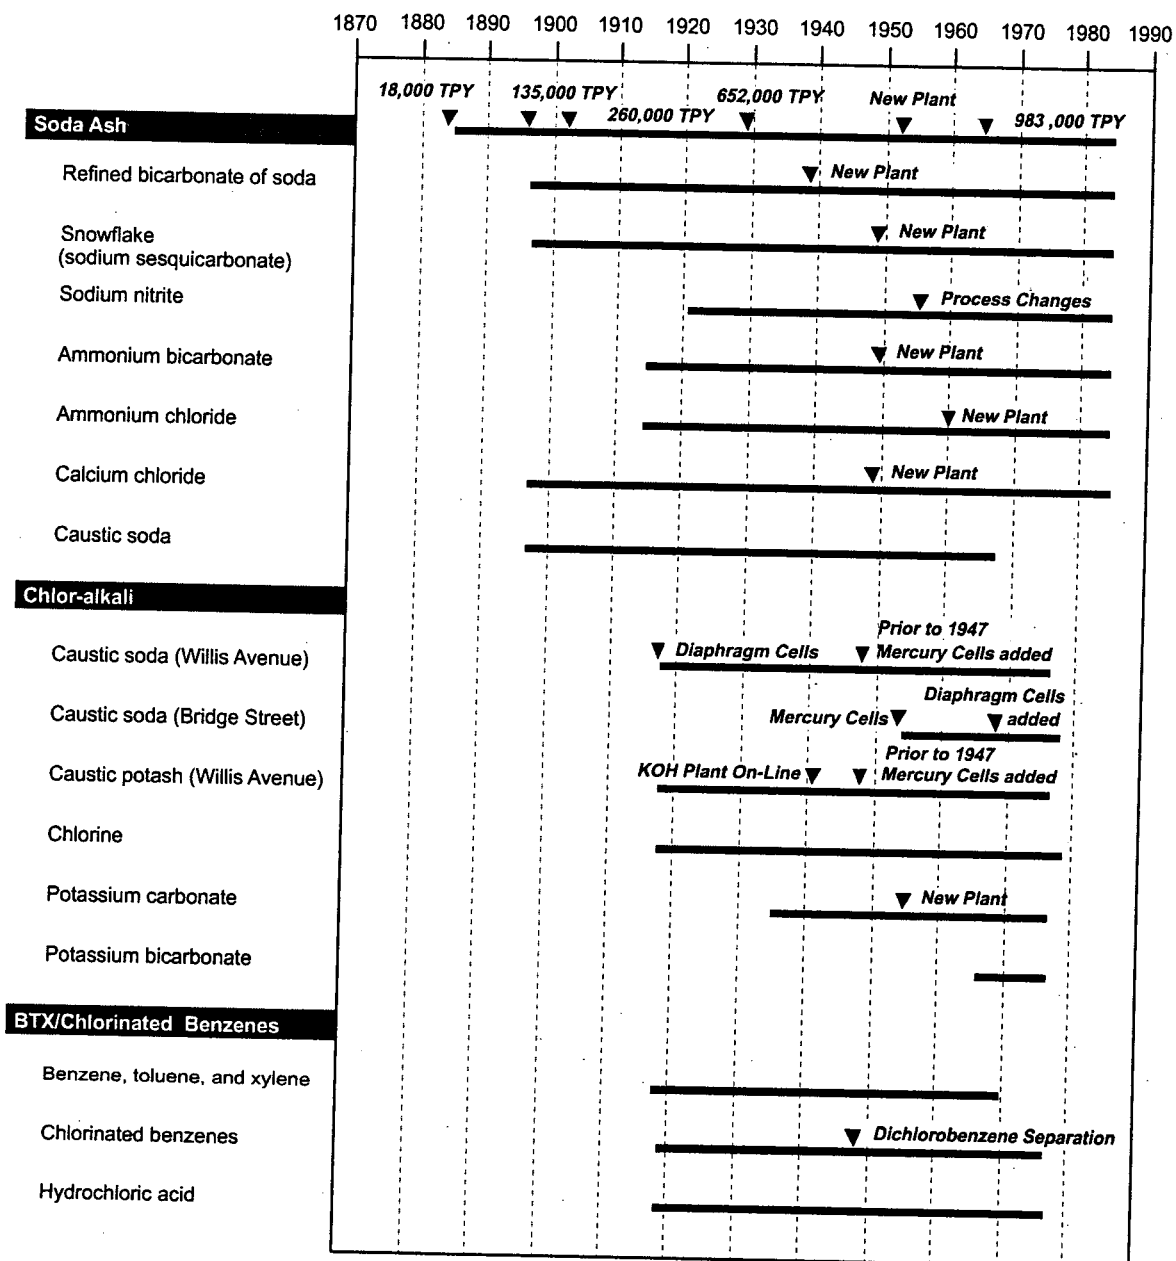 1870 1880 1890 1900 1910 1920 1930 1940 1950 1960 1970 1980 1990
18,000 TPY 135,000 TPY 652,000 TPY New Plant
Soda Ash 260,000 TPY 983 ,000 TPY
Refined bicarbonate of soda New Plant
Snowflake New Plant
(sodium sesquicarbonate)
Sodium nitrite Process Changes
Ammonium bicarbonate New Plant
Ammonium chloride New Plant
Calcium chloride New Plant
Caustic soda
Chlor-alkali
Prior to 1947
Caustic soda (Willis Avenue) Diaphragm Cells Mercury Cells added
Diaphragm Cells
Caustic soda (Bridge Street) Mercury Cells added
Prior to 1947
Caustic potash (Willis Avenue) KOH Plant On-Line Mercury Cells added
Chlorine
Potassium carbonate New Plant
Potassium bicarbonate
BTX/Chlorinated Benzenes
Benzene, toluene, and xylene
Chlorinated benzenes Dichlorobenzene Separation
Hydrochloric acid